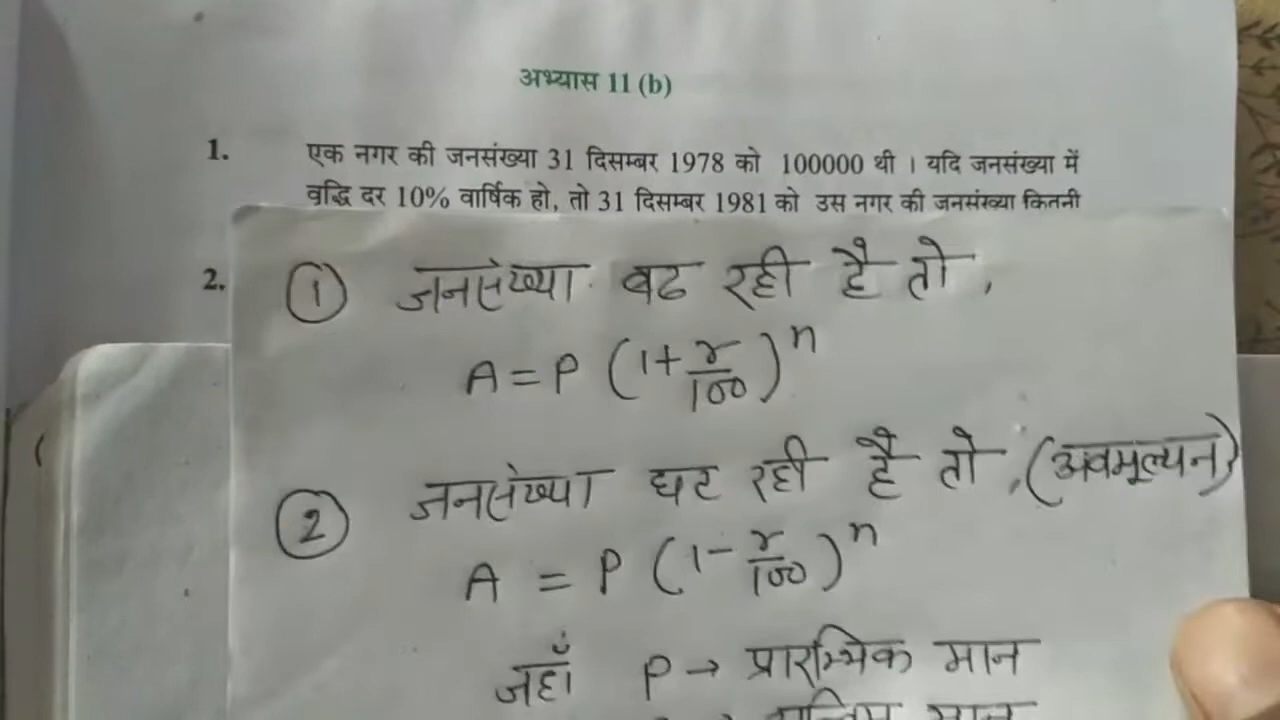 अभ्यास 11 (b)
1. एक नगर की जनसंख्या 31 दिसम्बर 1978 को 100000 थी । यदि जनसंख्या में
वृद्धि दर 10% वार्षिक हो, तो 31 दिसम्बर 1981 को उस नगर की जनसंख्या कितनी
2.
① जनसंख्या बढ रही है तो ,
A = P (1+r/100)^n
② जनसंख्या घट रही है तो , (अवमूल्यन)
A = P (1-r/100)^n
जहाँ P → प्रारम्भिक मान
मान